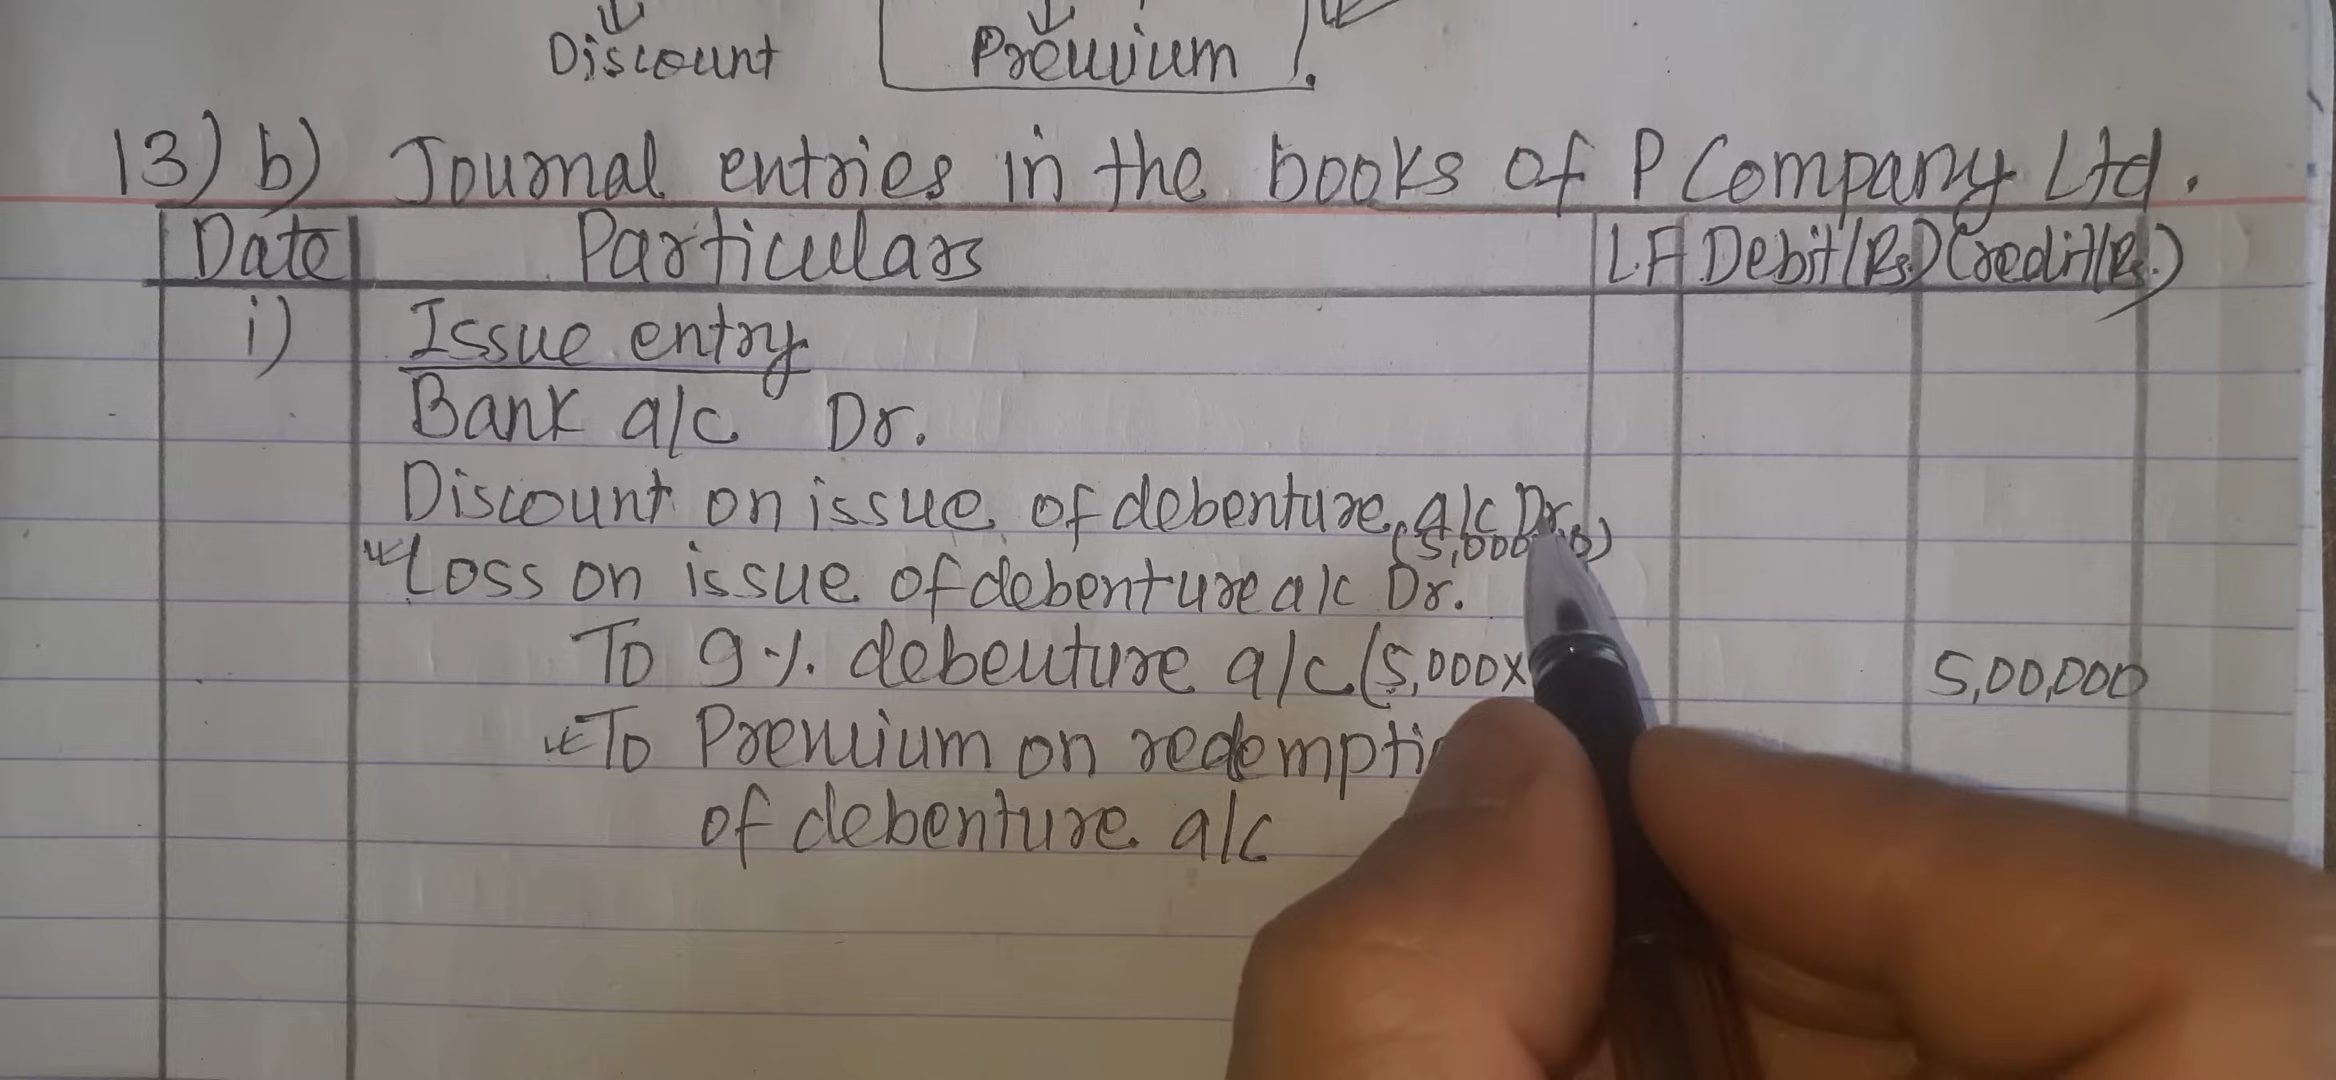 Discount Premium
13) b) Journal entries in the books of P Company Ltd.
Date Particulars L.F Debit(Rs.) Credit(Rs.)
i) Issue entry
Bank a/c Dr.
Discount on issue of debenture a/c Dr.
(5,000
Loss on issue of debenture a/c Dr.
To 9% debenture a/c (5,000x 5,00,000
To Premium on
of debenture a/c